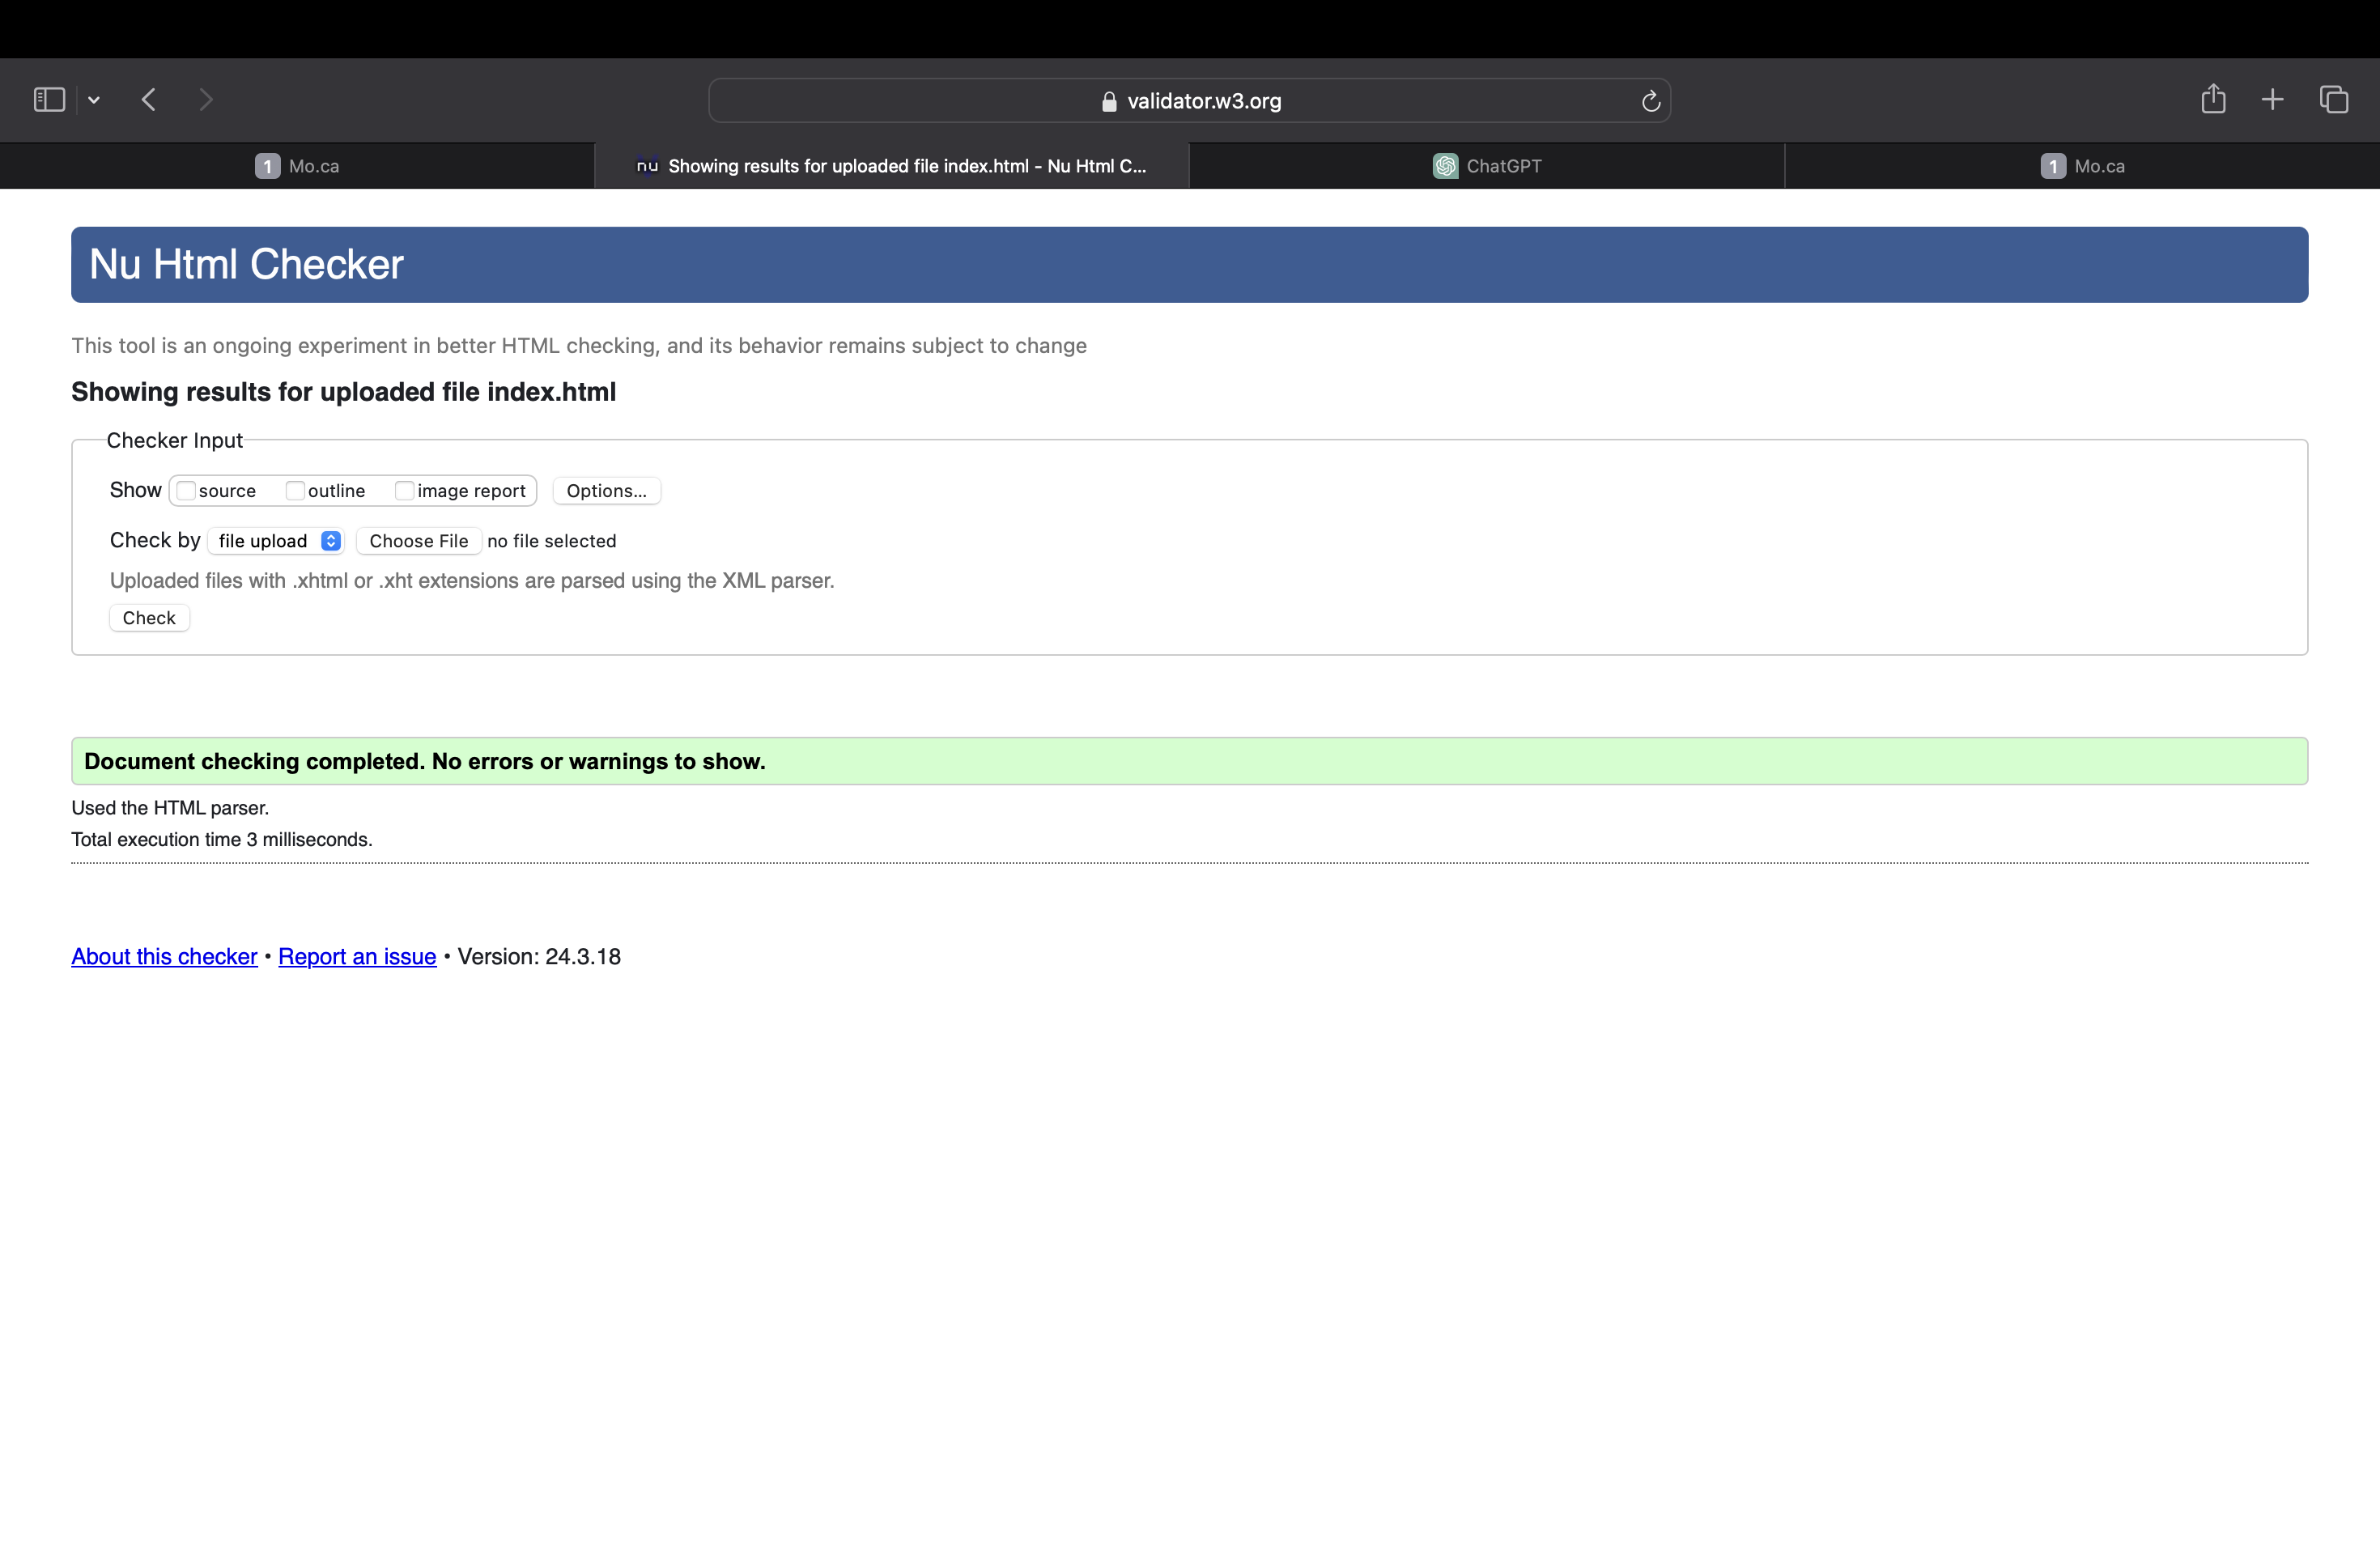 validator.w3.org
1 Mo.ca
nu Showing results for uploaded file index.html - Nu Html C...
ChatGPT
1 Mo.ca
Nu Html Checker
This tool is an ongoing experiment in better HTML checking, and its behavior remains subject to change
Showing results for uploaded file index.html
Checker Input
Show source outline image report Options...
Check by file upload Choose File no file selected
Uploaded files with .xhtml or .xht extensions are parsed using the XML parser.
Check
Document checking completed. No errors or warnings to show.
Used the HTML parser.
Total execution time 3 milliseconds.
About this checker • Report an issue • Version: 24.3.18